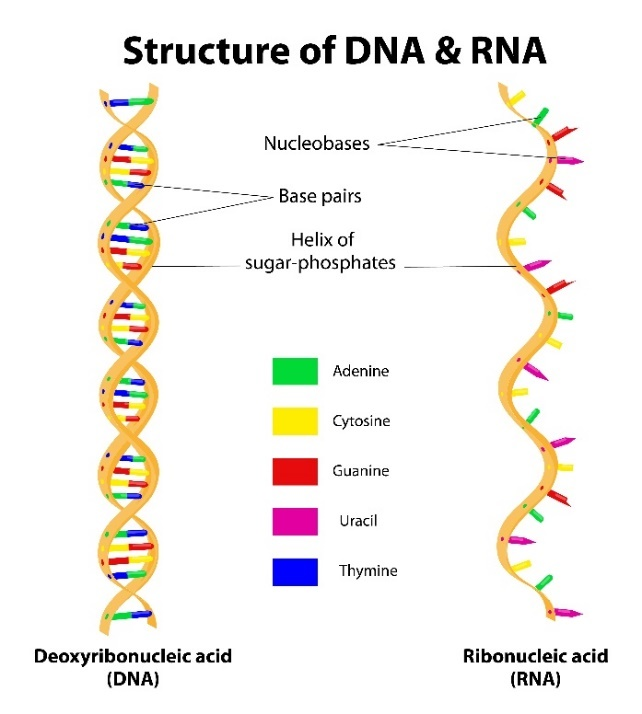 Structure of DNA & RNA
Nucleobases
Base pairs
Helix of
sugar-phosphates
Adenine
Cytosine
Guanine
Uracil
Thymine
Deoxyribonucleic acid
(DNA)
Ribonucleic acid
(RNA)